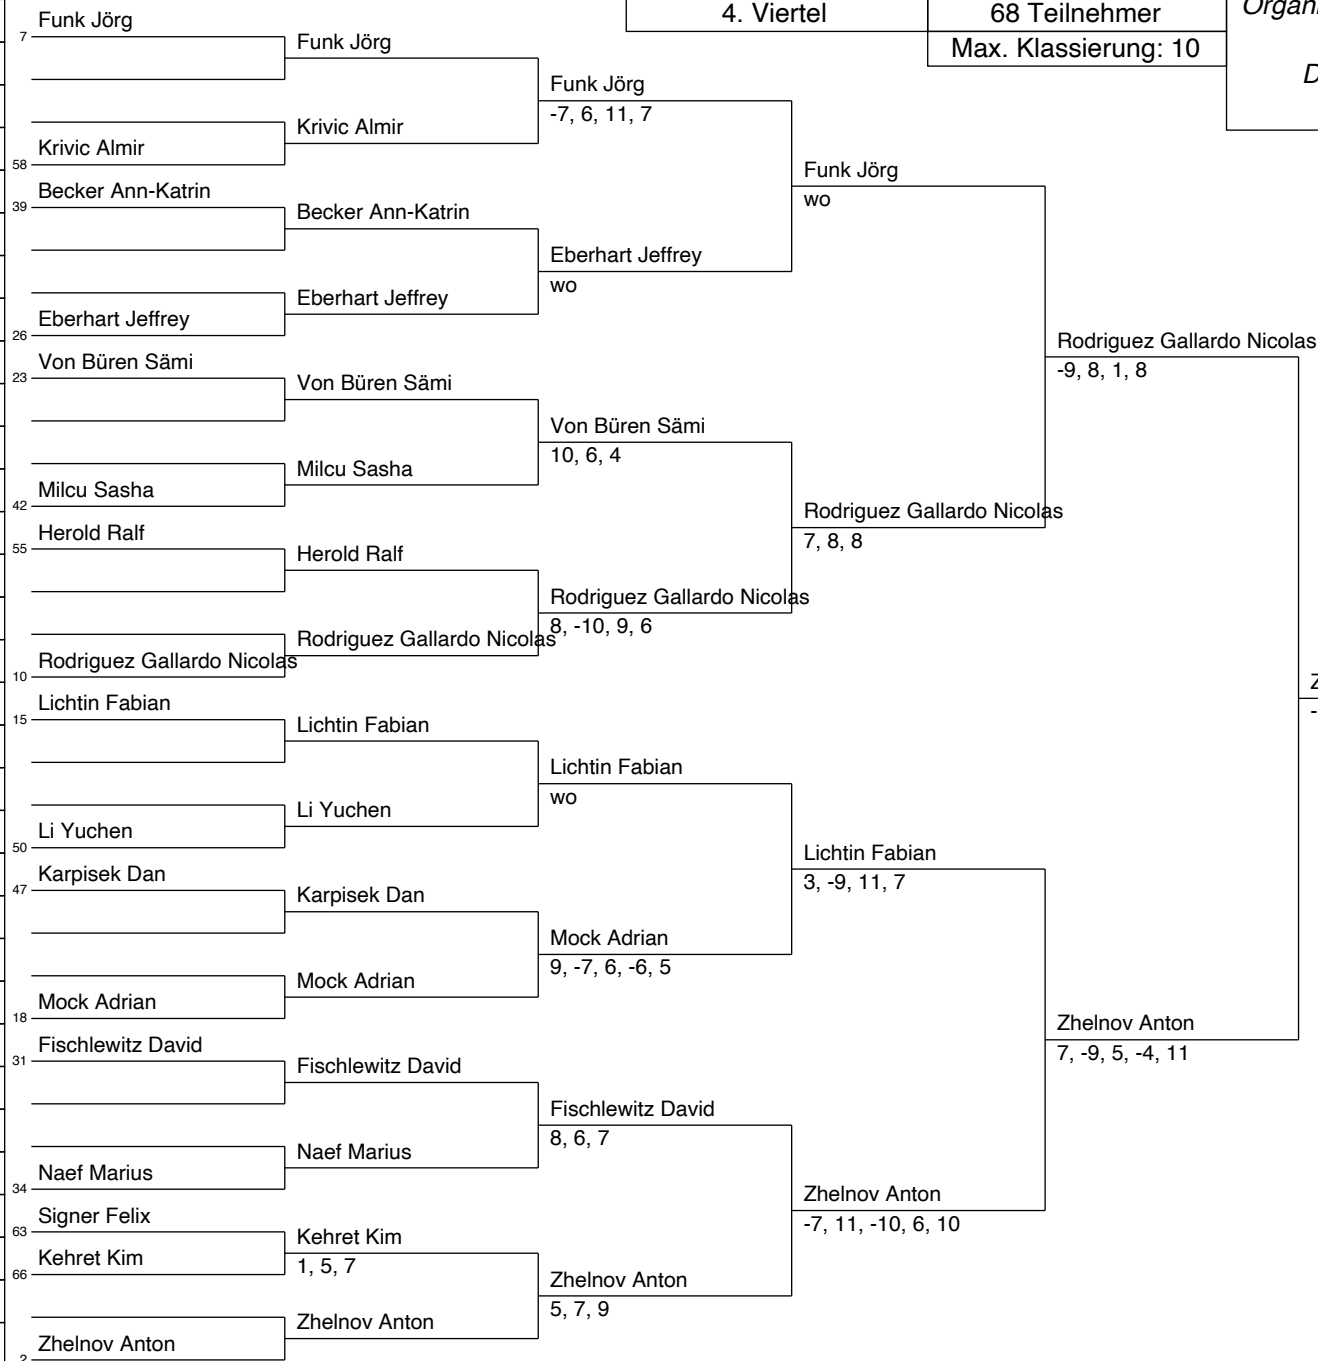 4. Viertel
68 Teilnehmer
Max. Klassierung: 10
Funk Jörg
7
Funk Jörg
Funk Jörg
-7, 6, 11, 7
Krivic Almir
Krivic Almir
58
Funk Jörg
wo
Becker Ann-Katrin
39
Becker Ann-Katrin
Eberhart Jeffrey
wo
Eberhart Jeffrey
Eberhart Jeffrey
26
Rodriguez Gallardo Nicolas
-9, 8, 1, 8
Von Büren Sämi
23
Von Büren Sämi
Von Büren Sämi
10, 6, 4
Milcu Sasha
Milcu Sasha
42
Rodriguez Gallardo Nicolas
7, 8, 8
Herold Ralf
55
Herold Ralf
Rodriguez Gallardo Nicolas
8, -10, 9, 6
Rodriguez Gallardo Nicolas
Rodriguez Gallardo Nicolas
10
Lichtin Fabian
15
Lichtin Fabian
Lichtin Fabian
wo
Li Yuchen
Li Yuchen
50
Lichtin Fabian
3, -9, 11, 7
Karpisek Dan
47
Karpisek Dan
Mock Adrian
9, -7, 6, -6, 5
Mock Adrian
Mock Adrian
18
Zhelnov Anton
7, -9, 5, -4, 11
Fischlewitz David
31
Fischlewitz David
Fischlewitz David
8, 6, 7
Naef Marius
Naef Marius
34
Zhelnov Anton
-7, 11, -10, 6, 10
Signer Felix
63
Kehret Kim
1, 5, 7
Kehret Kim
66
Zhelnov Anton
5, 7, 9
Zhelnov Anton
Zhelnov Anton
2